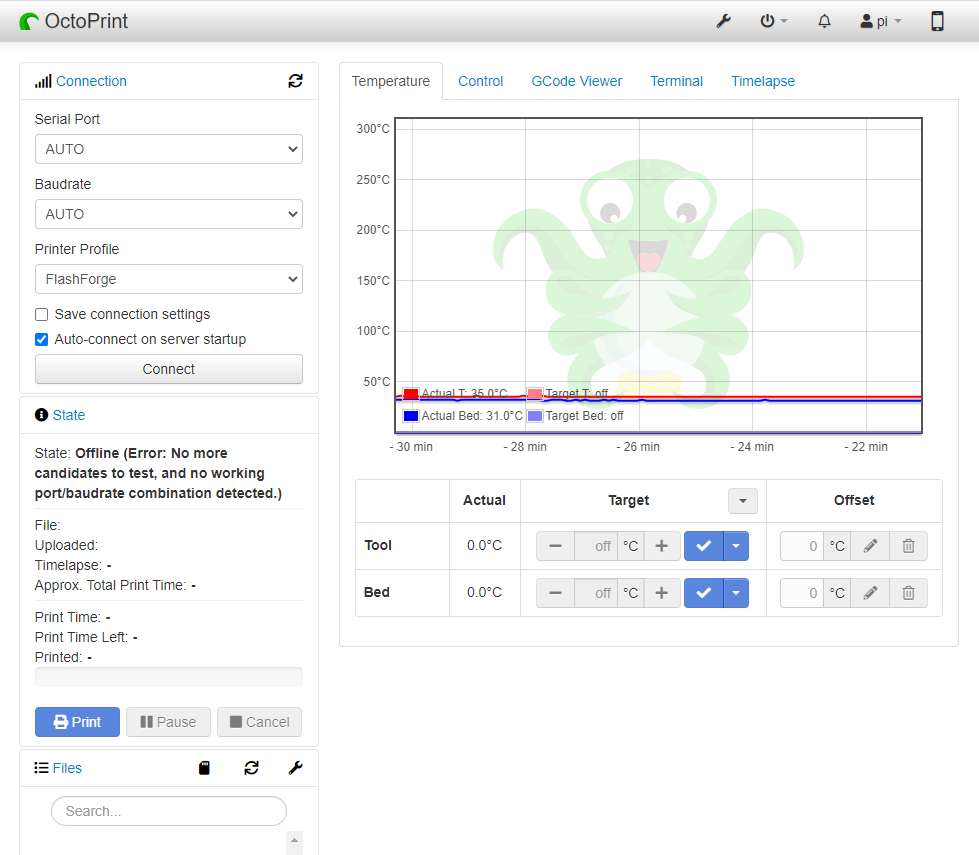 OctoPrint
pi
Connection
Serial Port
AUTO
Baudrate
AUTO
Printer Profile
FlashForge
Save connection settings
Auto-connect on server startup
Connect
State
State: Offline (Error: No more
candidates to test, and no working
port/baudrate combination detected.)
File:
Uploaded:
Timelapse: -
Approx. Total Print Time: -
Print Time: -
Print Time Left: -
Printed: -
Print Pause Cancel
Files
Search...
Temperature Control GCode Viewer Terminal Timelapse
300°C
250°C
200°C
150°C
100°C
50°C
Actual T: 35.0°C Target T: off
Actual Bed: 31.0°C Target Bed: off
- 30 min - 28 min - 26 min - 24 min - 22 min
Actual Target Offset
Tool 0.0°C off °C 0 °C
Bed 0.0°C off °C 0 °C